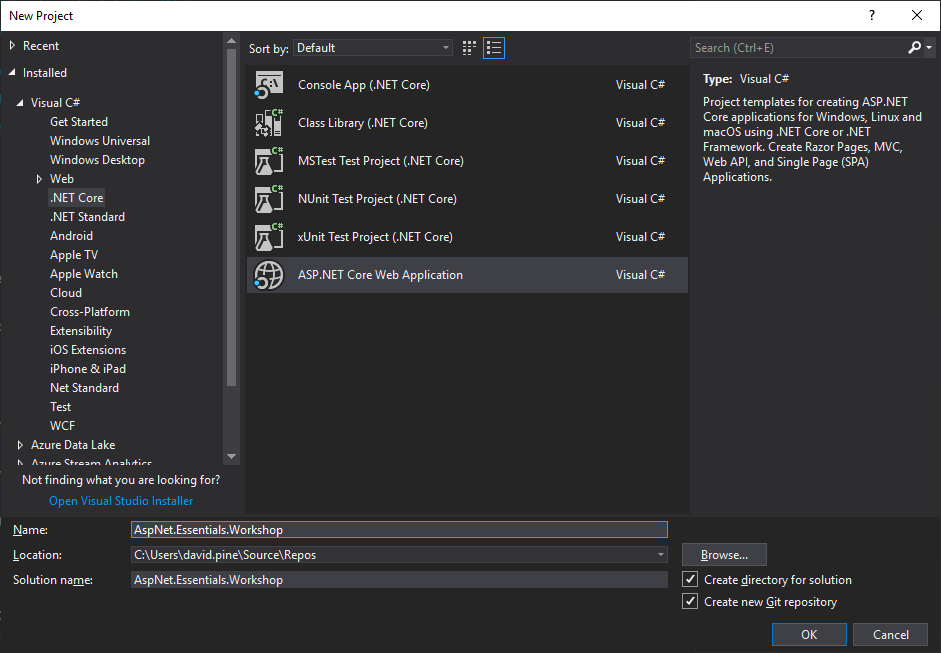 New Project
?
Recent
Installed
Visual C#
Get Started
Windows Universal
Windows Desktop
Web
.NET Core
.NET Standard
Android
Apple TV
Apple Watch
Cloud
Cross-Platform
Extensibility
iOS Extensions
iPhone & iPad
Net Standard
Test
WCF
Azure Data Lake
Azure Stream Analytics
Not finding what you are looking for?
Open Visual Studio Installer
Sort by: Default
Console App (.NET Core) Visual C#
Class Library (.NET Core) Visual C#
MSTest Test Project (.NET Core) Visual C#
NUnit Test Project (.NET Core) Visual C#
xUnit Test Project (.NET Core) Visual C#
ASP.NET Core Web Application Visual C#
Search (Ctrl+E)
Type: Visual C#
Project templates for creating ASP.NET
Core applications for Windows, Linux and
macOS using .NET Core or .NET
Framework. Create Razor Pages, MVC,
Web API, and Single Page (SPA)
Applications.
Name: AspNet.Essentials.Workshop
Location: C:\Users\david.pine\Source\Repos
Browse...
Solution name: AspNet.Essentials.Workshop
Create directory for solution
Create new Git repository
OK Cancel